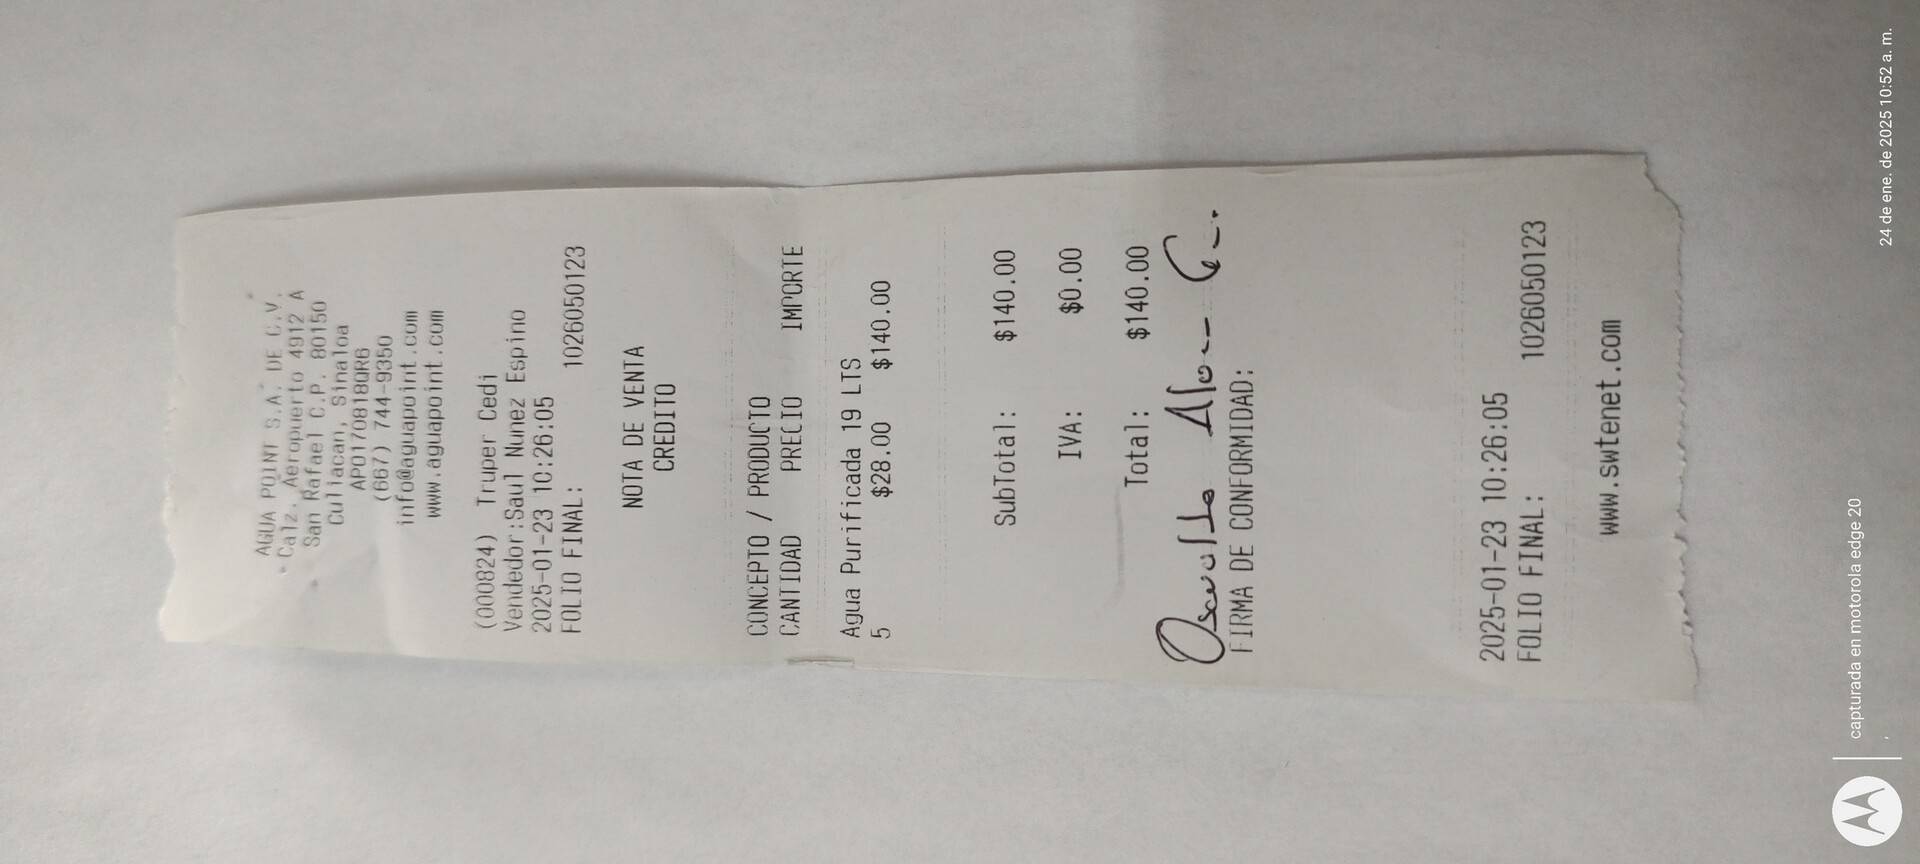 AGUA POINT S.A. DE C.V.
Calz. Aeropuerto 4912 A
San Rafael C.P. 80150
Culiacan, Sinaloa
APO170818QR6
(667) 744-9350
info@aguapoint.com
www.aguapoint.com
(000824) Truper Cedi
Vendedor:Saul Nunez Espino
2025-01-23 10:26:05
FOLIO FINAL: 1026050123
NOTA DE VENTA
CREDITO
CONCEPTO / PRODUCTO
CANTIDAD PRECIO IMPORTE
Agua Purificada 19 LTS
5 $28.00 $140.00
SubTotal: $140.00
IVA: $0.00
Total: $140.00
Osvaldo
FIRMA DE CONFORMIDAD:
2025-01-23 10:26:05
FOLIO FINAL: 1026050123
www.swtenet.com
capturada en motorola edge 20
24 de ene. de 2025 10:52 a. m.